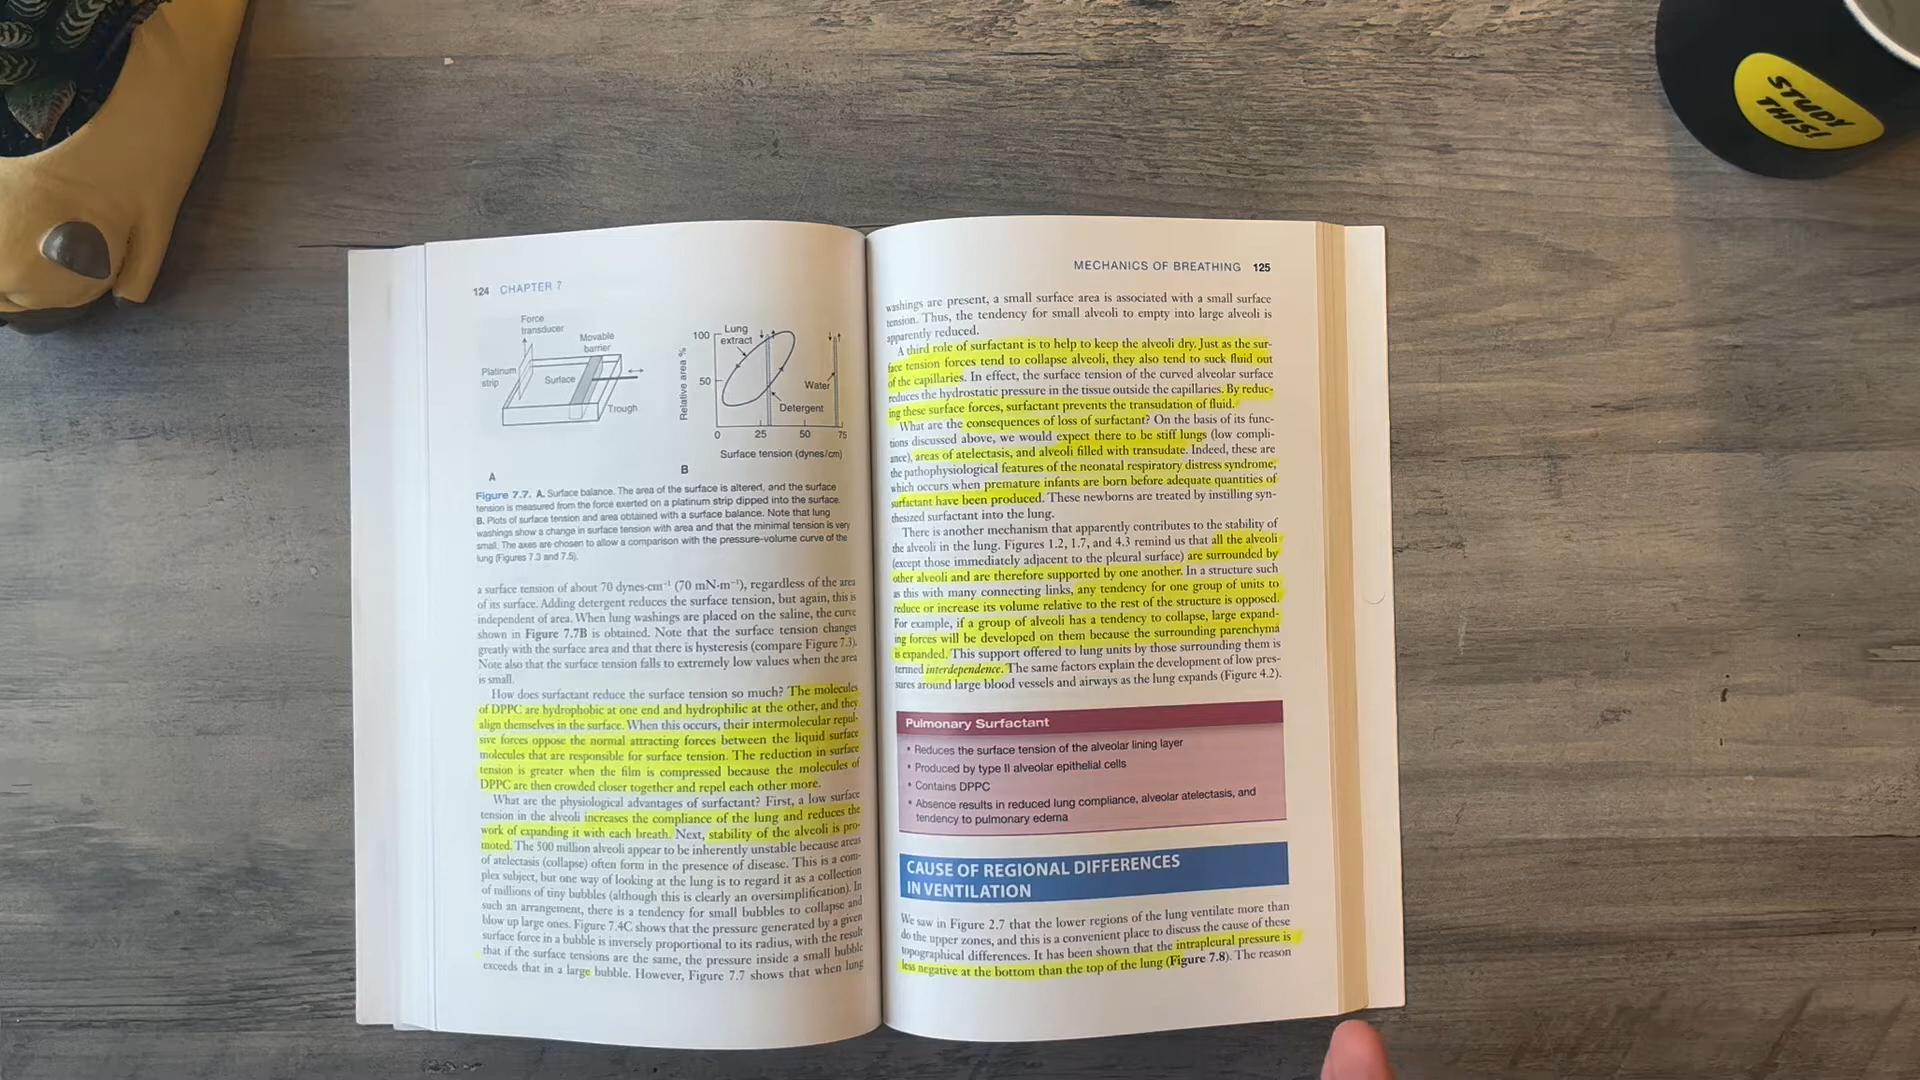 STUDY
THIS!
124 CHAPTER 7
Force
transducer
Movable
barrier
Platinum
strip
Surface
Trough
A
Relative area %
100
50
Lung
extract
Water
Detergent
0 25 50 75
Surface tension (dynes/cm)
B
Figure 7.7. A. Surface balance. The area of the surface is altered, and the surface
tension is measured from the force exerted on a platinum strip dipped into the surface.
B. Plots of surface tension and area obtained with a surface balance. Note that lung
washings show a change in surface tension with area and that the minimal tension is very
small. The axes are chosen to allow a comparison with the pressure-volume curve of the
lung (Figures 7.3 and 7.5).
a surface tension of about 70 dynes·cm⁻¹ (70 mN·m⁻¹), regardless of the area
of its surface. Adding detergent reduces the surface tension, but again, this is
independent of area. When lung washings are placed on the saline, the curve
shown in Figure 7.7B is obtained. Note that the surface tension changes
greatly with the surface area and that there is hysteresis (compare Figure 7.3).
Note also that the surface tension falls to extremely low values when the area
is small.
How does surfactant reduce the surface tension so much? The molecules
of DPPC are hydrophobic at one end and hydrophilic at the other, and they
align themselves in the surface. When this occurs, their intermolecular repul-
sive forces oppose the normal attracting forces between the liquid surface
molecules that are responsible for surface tension. The reduction in surface
tension is greater when the film is compressed because the molecules of
DPPC are then crowded closer together and repel each other more.
What are the physiological advantages of surfactant? First, a low surface
tension in the alveoli increases the compliance of the lung and reduces the
work of expanding it with each breath. Next, stability of the alveoli is pro-
moted. The 500 million alveoli appear to be inherently unstable because areas
of atelectasis (collapse) often form in the presence of disease. This is a com-
plex subject, but one way of looking at the lung is to regard it as a collection
of millions of tiny bubbles (although this is clearly an oversimplification). In
such an arrangement, there is a tendency for small bubbles to collapse and
blow up large ones. Figure 7.4C shows that the pressure generated by a given
surface force in a bubble is inversely proportional to its radius, with the result
that if the surface tensions are the same, the pressure inside a small bubble
exceeds that in a large bubble. However, Figure 7.7 shows that when lung
MECHANICS OF BREATHING 125
washings are present, a small surface area is associated with a small surface
tension. Thus, the tendency for small alveoli to empty into large alveoli is
apparently reduced.
A third role of surfactant is to help to keep the alveoli dry. Just as the sur-
face tension forces tend to collapse alveoli, they also tend to suck fluid out
of the capillaries. In effect, the surface tension of the curved alveolar surface
reduces the hydrostatic pressure in the tissue outside the capillaries. By reduc-
ing these surface forces, surfactant prevents the transudation of fluid.
What are the consequences of loss of surfactant? On the basis of its func-
tions discussed above, we would expect there to be stiff lungs (low compli-
ance), areas of atelectasis, and alveoli filled with transudate. Indeed, these are
the pathophysiological features of the neonatal respiratory distress syndrome,
which occurs when premature infants are born before adequate quantities of
surfactant have been produced. These newborns are treated by instilling syn-
thesized surfactant into the lung.
There is another mechanism that apparently contributes to the stability of
the alveoli in the lung. Figures 1.2, 1.7, and 4.3 remind us that all the alveoli
(except those immediately adjacent to the pleural surface) are surrounded by
other alveoli and are therefore supported by one another. In a structure such
as this with many connecting links, any tendency for one group of units to
reduce or increase its volume relative to the rest of the structure is opposed.
For example, if a group of alveoli has a tendency to collapse, large expand-
ing forces will be developed on them because the surrounding parenchyma
is expanded. This support offered to lung units by those surrounding them is
termed interdependence. The same factors explain the development of low pres-
sures around large blood vessels and airways as the lung expands (Figure 4.2).
Pulmonary Surfactant
• Reduces the surface tension of the alveolar lining layer
• Produced by type II alveolar epithelial cells
• Contains DPPC
• Absence results in reduced lung compliance, alveolar atelectasis, and
tendency to pulmonary edema
CAUSE OF REGIONAL DIFFERENCES
IN VENTILATION
We saw in Figure 2.7 that the lower regions of the lung ventilate more than
do the upper zones, and this is a convenient place to discuss the cause of these
topographical differences. It has been shown that the intrapleural pressure is
less negative at the bottom than the top of the lung (Figure 7.8). The reason